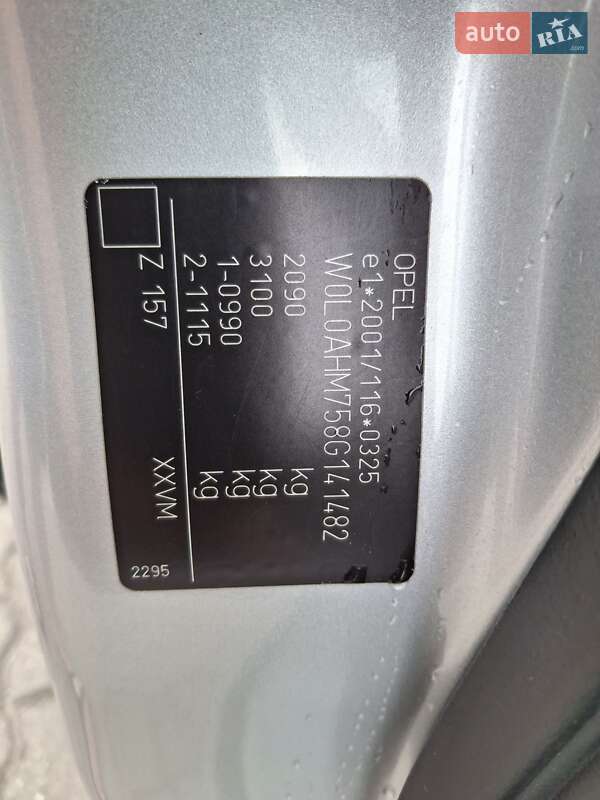 auto RIA .com
OPEL
e1*2001/116*0325
W0L0AHM758G141482
2090 kg
3100 kg
1-0990 kg
2-1115 kg
Z 157 XXVM
2295